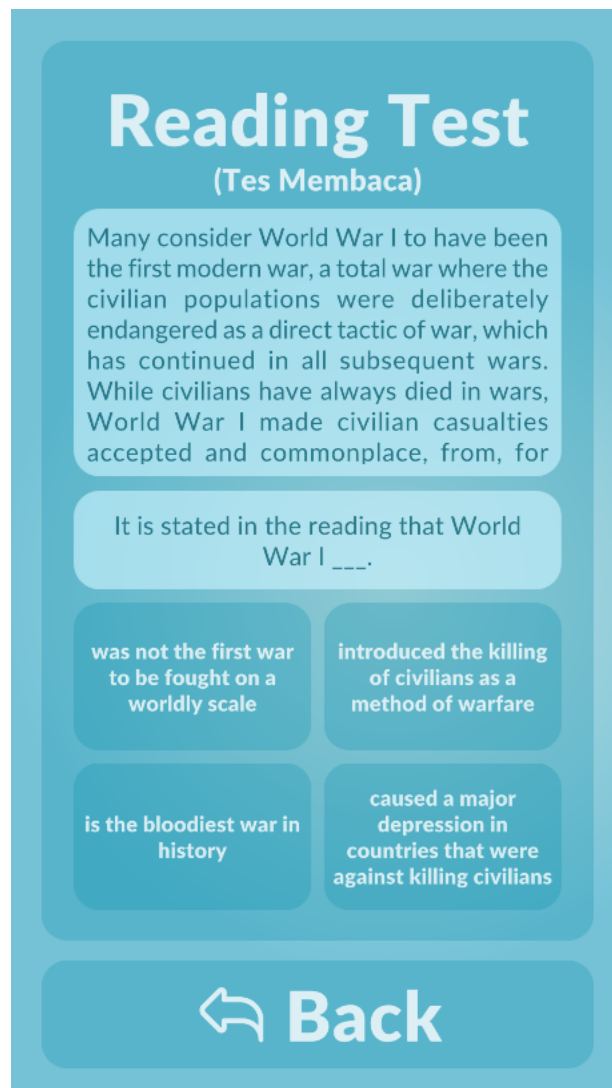 Reading Test
(Tes Membaca)
Many consider World War I to have been
the first modern war, a total war where the
civilian populations were deliberately
endangered as a direct tactic of war, which
has continued in all subsequent wars.
While civilians have always died in wars,
World War I made civilian casualties
accepted and commonplace, from, for
It is stated in the reading that World
War I ___.
was not the first war
to be fought on a
worldly scale
introduced the killing
of civilians as a
method of warfare
is the bloodiest war in
history
caused a major
depression in
countries that were
against killing civilians
Back